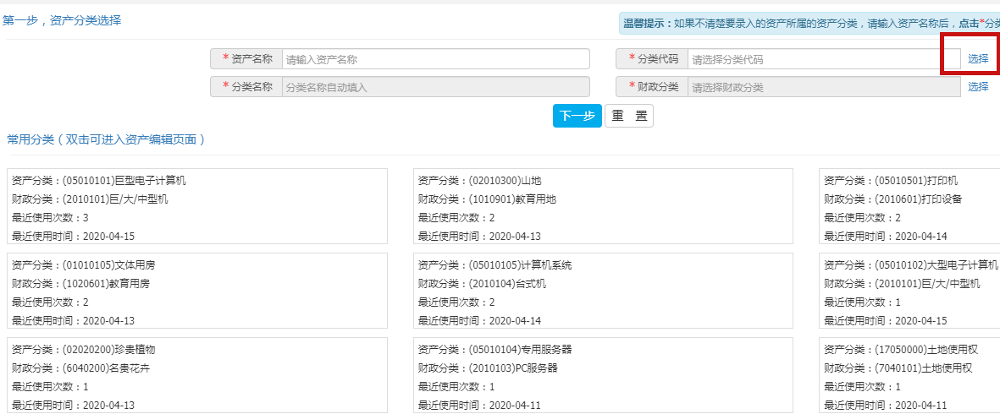 第一步，资产分类选择
温馨提示：如果不清楚要录入的资产所属的资产分类，请输入资产名称后，点击*分类
* 资产名称 请输入资产名称 * 分类代码 请选择分类代码 选择
* 分类名称 分类名称自动填入 * 财政分类 请选择财政分类 选择
下一步 重 置
常用分类（双击可进入资产编辑页面）
资产分类：(05010101)巨型电子计算机
财政分类：(2010101)巨/大/中型机
最近使用次数：3
最近使用时间：2020-04-15
资产分类：(02010300)山地
财政分类：(1010901)教育用地
最近使用次数：2
最近使用时间：2020-04-13
资产分类：(05010501)打印机
财政分类：(2010601)打印设备
最近使用次数：2
最近使用时间：2020-04-14
资产分类：(01010105)文体用房
财政分类：(1020601)教育用房
最近使用次数：2
最近使用时间：2020-04-13
资产分类：(05010105)计算机系统
财政分类：(2010104)台式机
最近使用次数：2
最近使用时间：2020-04-14
资产分类：(05010102)大型电子计算机
财政分类：(2010101)巨/大/中型机
最近使用次数：1
最近使用时间：2020-04-15
资产分类：(02020200)珍贵植物
财政分类：(6040200)名贵花卉
最近使用次数：1
最近使用时间：2020-04-13
资产分类：(05010104)专用服务器
财政分类：(2010103)PC服务器
最近使用次数：1
最近使用时间：2020-04-11
资产分类：(17050000)土地使用权
财政分类：(7040101)土地使用权
最近使用次数：1
最近使用时间：2020-04-11